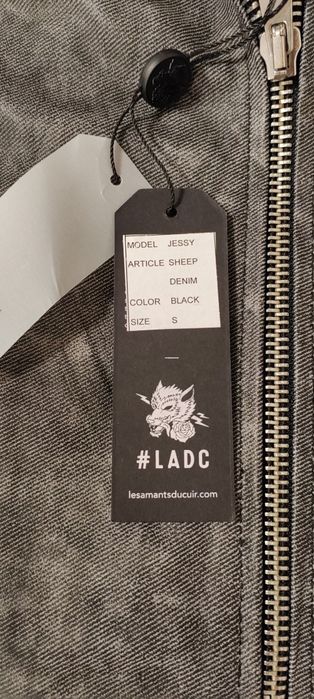 MODEL JESSY
ARTICLE SHEEP
DENIM
COLOR BLACK
SIZE S
#LADC
lesamantsducuir.com